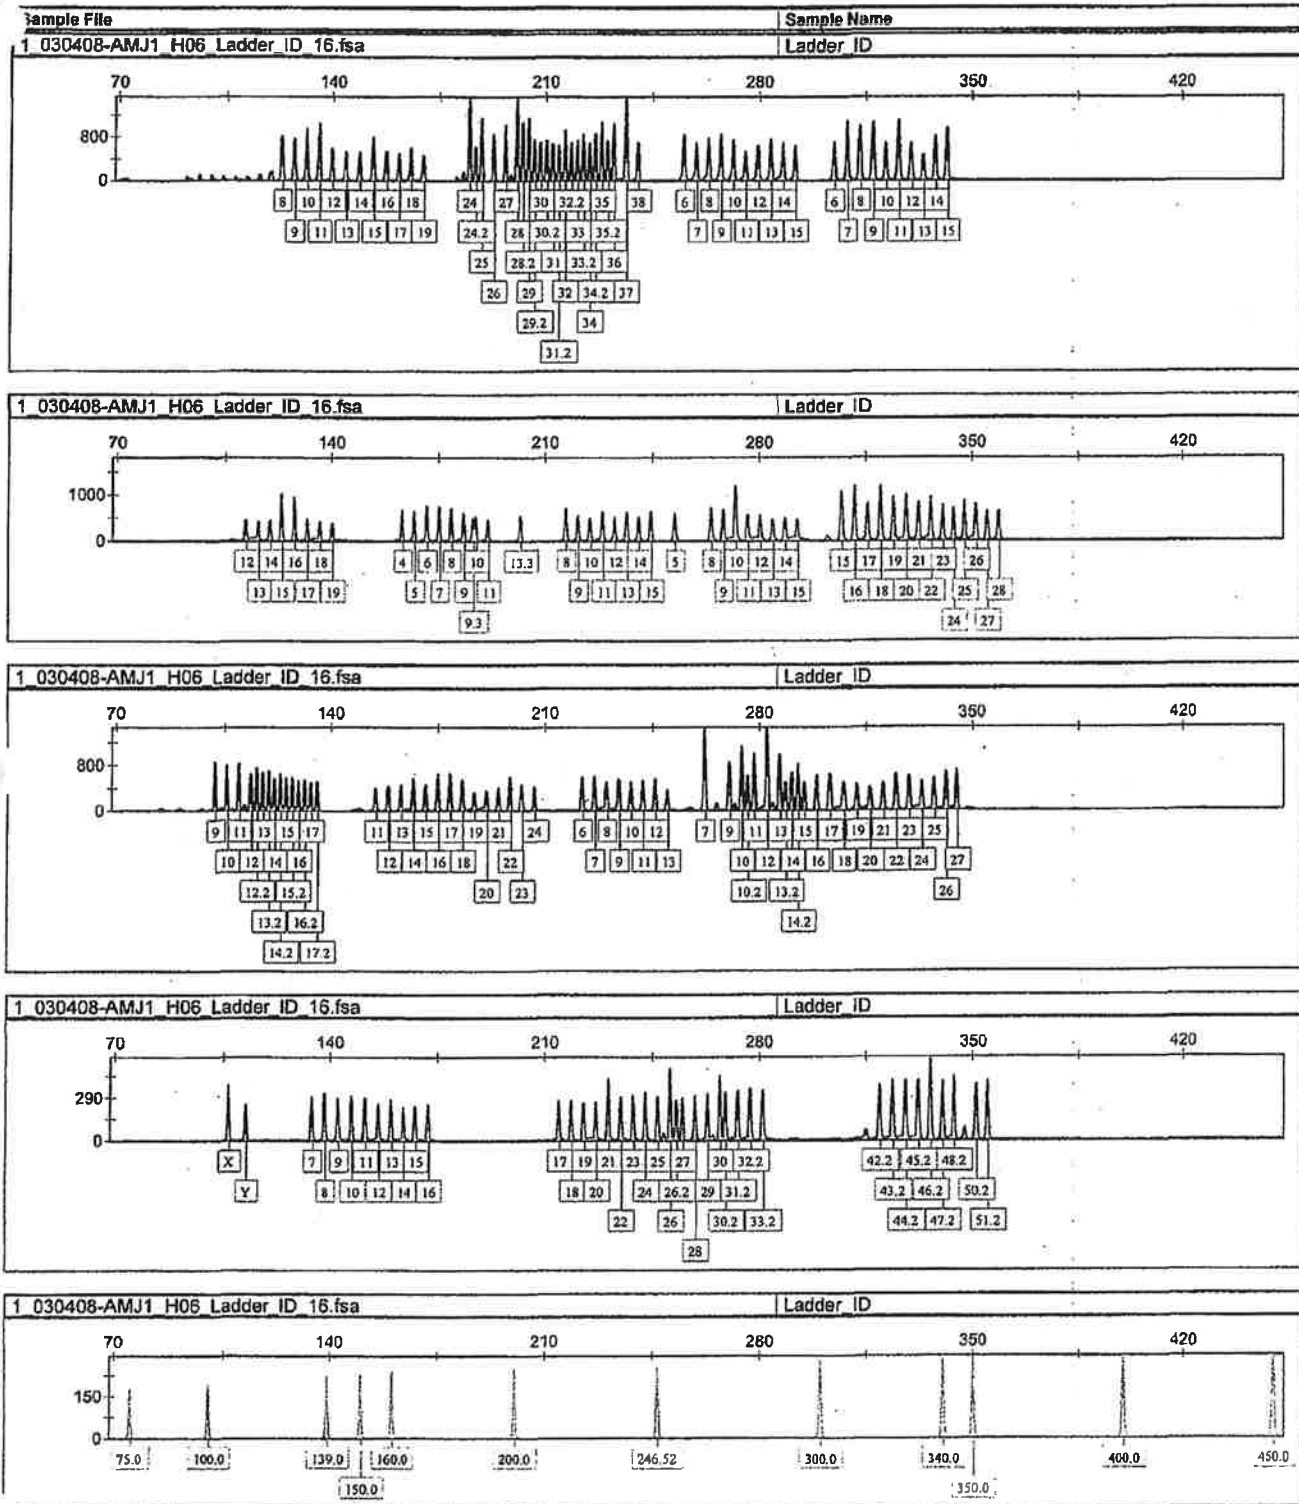 Sample File Sample Name
1_030408-AMJ1_H06_Ladder_ID_16.fsa Ladder_ID
70 140 210 280 350 420
800
0
8 10 12 14 16 18 24 27 30 32.2 35 38 6 8 10 12 14 6 8 10 12 14
9 11 13 15 17 19 24.2 28 30.2 33 35.2 7 9 11 13 15 7 9 11 13 15
25 28.2 31 33.2 36
26 29 32 34.2 37
29.2 34
31.2
1_030408-AMJ1_H06_Ladder_ID_16.fsa Ladder_ID
70 140 210 280 350 420
1000
0
12 14 16 18 4 6 8 10 13.3 8 10 12 14 5 8 10 12 14 15 17 19 21 23 26
13 15 17 19 5 7 9 11 9 11 13 15 9 11 13 15 16 18 20 22 25 28
9.3 24 27
1_030408-AMJ1_H06_Ladder_ID_16.fsa Ladder_ID
70 140 210 280 350 420
800
0
9 11 13 15 17 11 13 15 17 19 21 24 6 8 10 12 7 9 11 13 15 17 19 21 23 25
10 12 14 16 12 14 16 18 22 7 9 11 13 10 12 14 16 18 20 22 24 27
12.2 15.2 20 23 10.2 13.2 26
13.2 16.2 14.2
14.2 17.2
1_030408-AMJ1_H06_Ladder_ID_16.fsa Ladder_ID
70 140 210 280 350 420
290
0
X 7 9 11 13 15 17 19 21 23 25 27 30 32.2 42.2 45.2 48.2
Y 8 10 12 14 16 18 20 24 26.2 29 31.2 43.2 46.2 50.2
22 26 30.2 33.2 44.2 47.2 51.2
28
1_030408-AMJ1_H06_Ladder_ID_16.fsa Ladder_ID
70 140 210 280 350 420
150
0
75.0 100.0 139.0 160.0 200.0 246.52 300.0 340.0 400.0 450.0
150.0 350.0